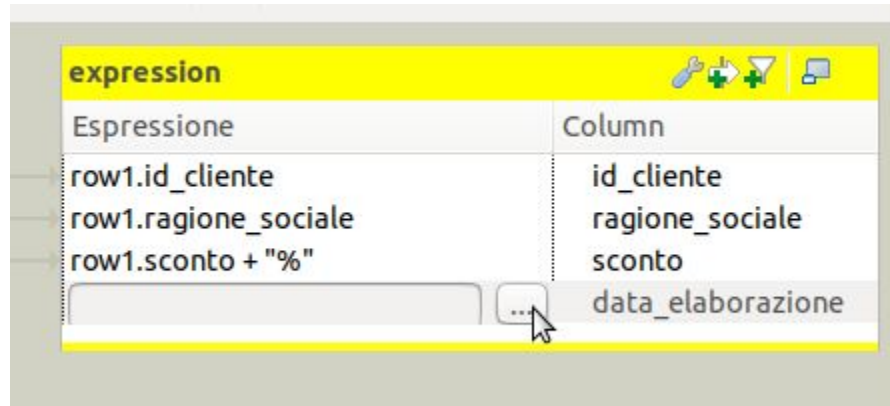 expression
Espressione Column
row1.id_cliente id_cliente
row1.ragione_sociale ragione_sociale
row1.sconto + "%" sconto
... data_elaborazione